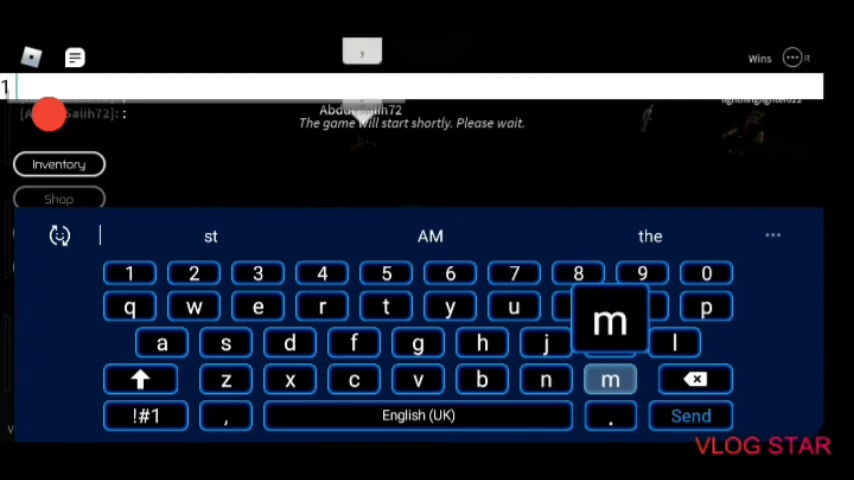 ,
Wins
R
1
Salih72]: :
The game will start shortly. Please wait.
Inventory
Shop
st AM the
1 2 3 4 5 6 7 8 9 0
q w e r t y u p
a s d f g h j l
m
z x c v b n m
!#1 , English (UK) . Send
VLOG STAR